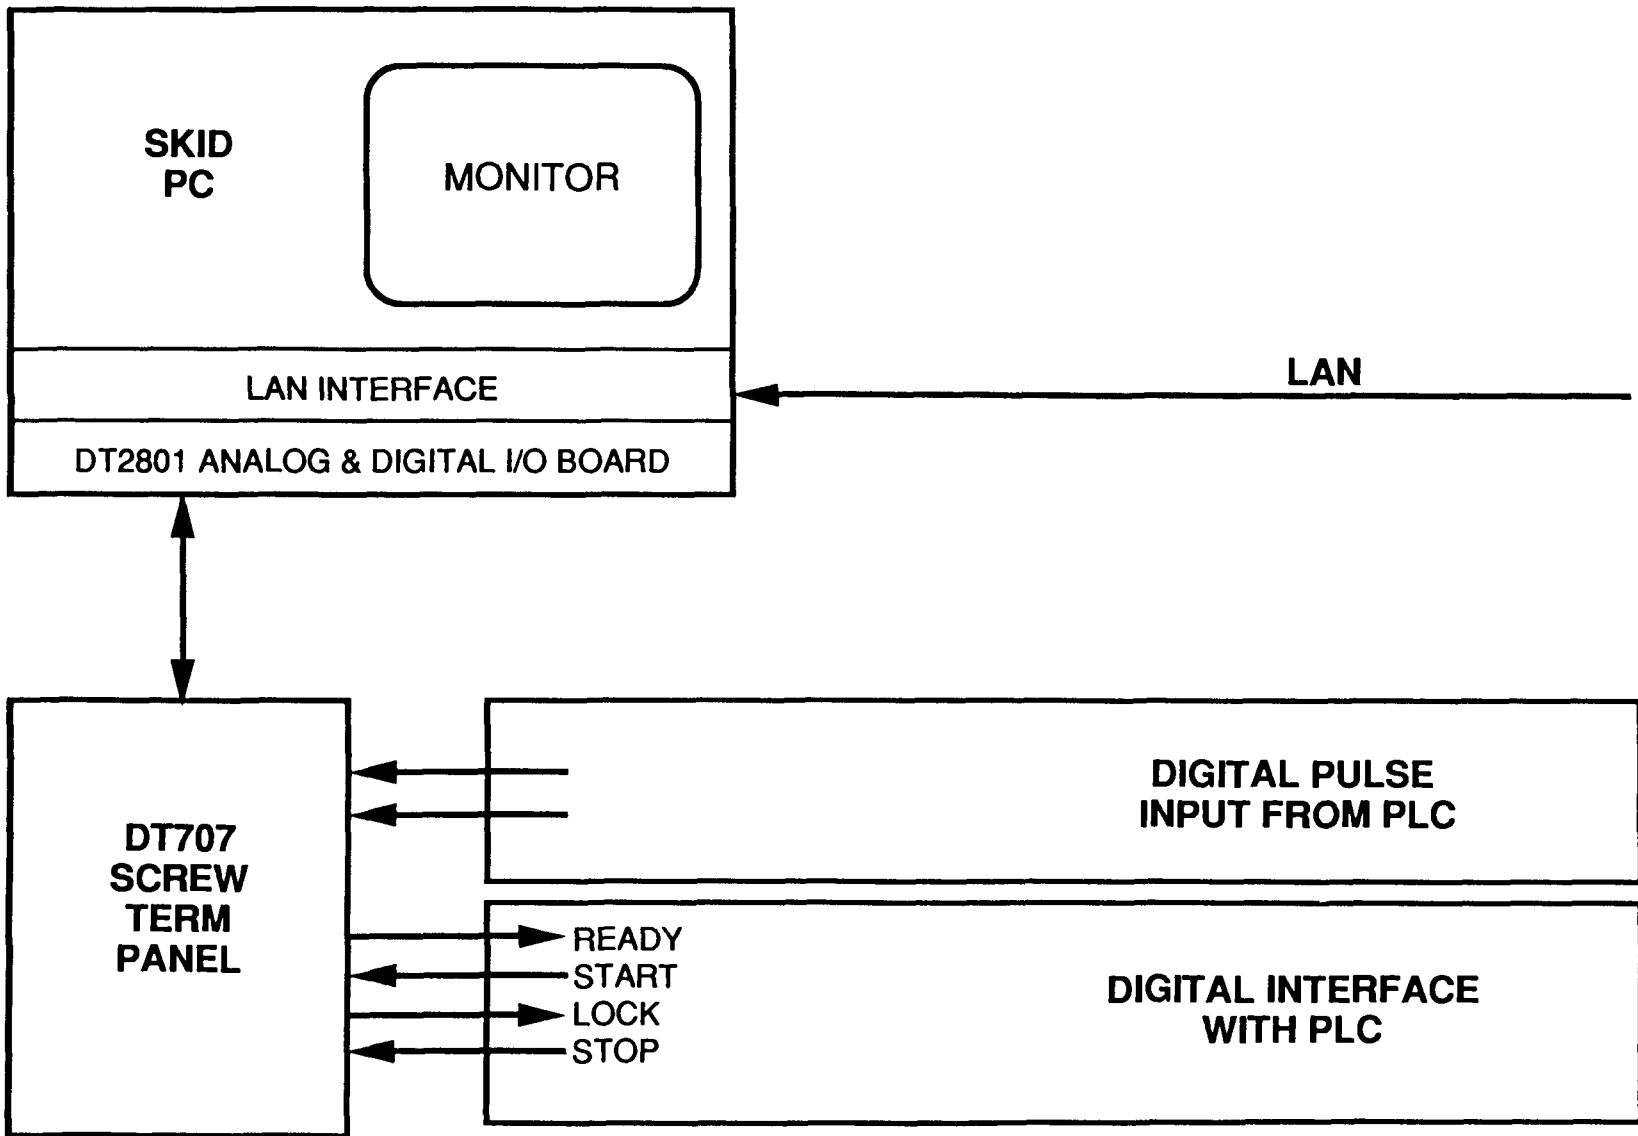 SKID
PC
MONITOR
LAN INTERFACE
DT2801 ANALOG & DIGITAL I/O BOARD
LAN
DT707
SCREW
TERM
PANEL
DIGITAL PULSE
INPUT FROM PLC
READY
START
LOCK
STOP
DIGITAL INTERFACE
WITH PLC